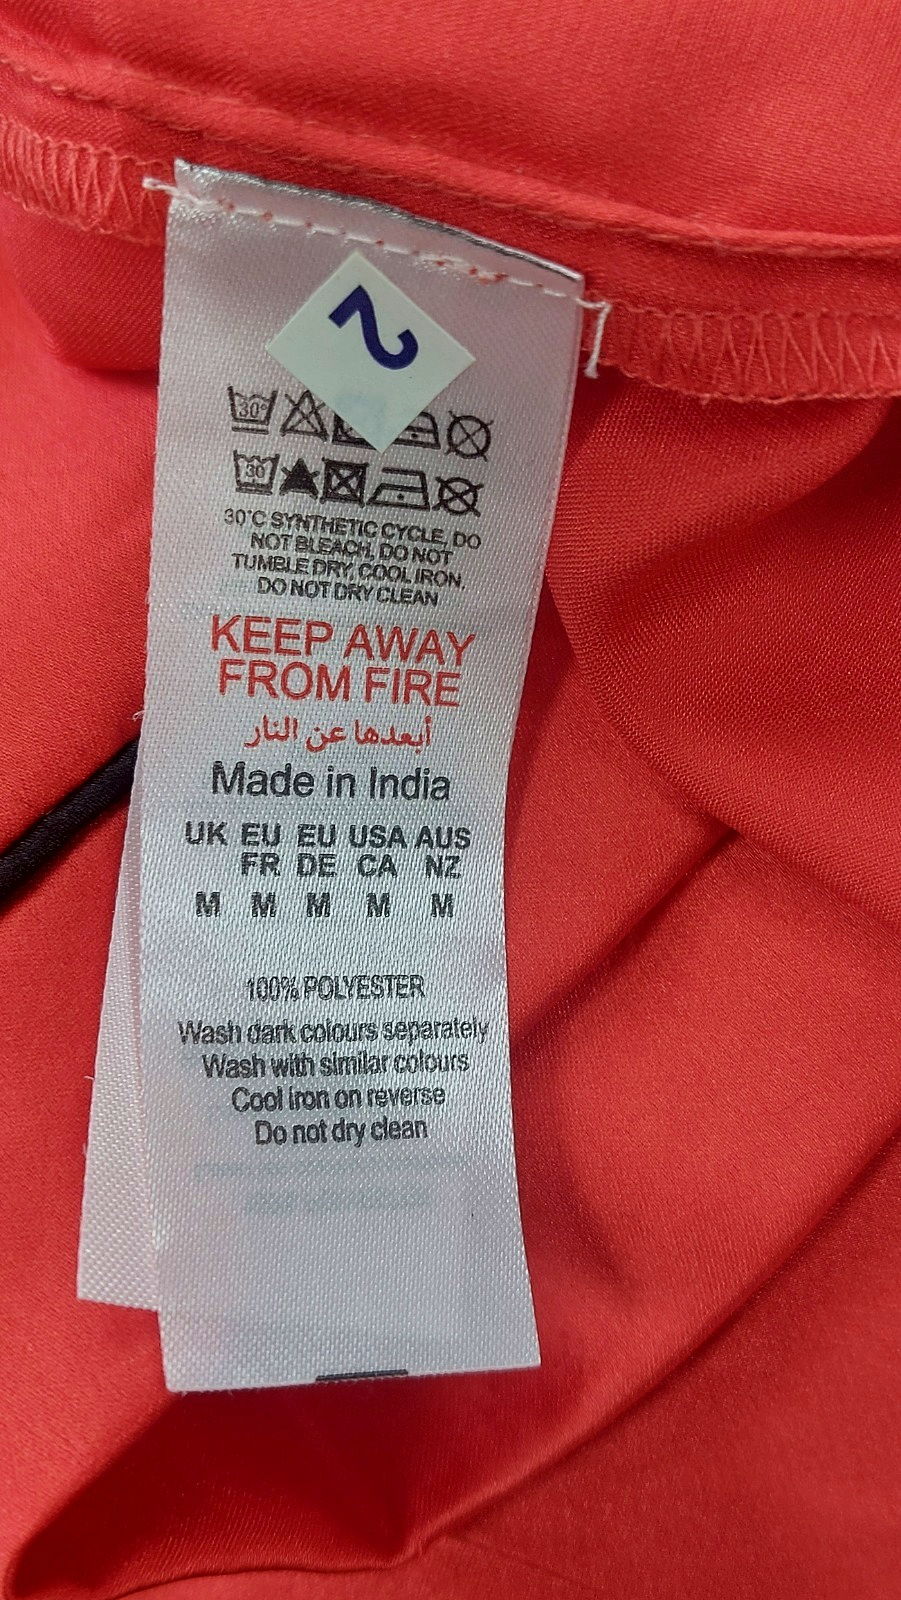 2
30°
30
30°C SYNTHETIC CYCLE, DO
NOT BLEACH, DO NOT
TUMBLE DRY, COOL IRON,
DO NOT DRY CLEAN
KEEP AWAY
FROM FIRE
أبعدها عن النار
Made in India
UK EU EU USA AUS
FR DE CA NZ
M M M M M
100% POLYESTER
Wash dark colours separately
Wash with similar colours
Cool iron on reverse
Do not dry clean